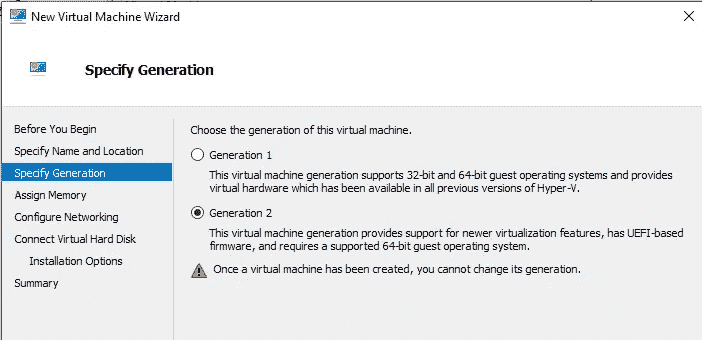 New Virtual Machine Wizard
Specify Generation
Before You Begin
Specify Name and Location
Specify Generation
Assign Memory
Configure Networking
Connect Virtual Hard Disk
Installation Options
Summary
Choose the generation of this virtual machine.
Generation 1
This virtual machine generation supports 32-bit and 64-bit guest operating systems and provides
virtual hardware which has been available in all previous versions of Hyper-V.
Generation 2
This virtual machine generation provides support for newer virtualization features, has UEFI-based
firmware, and requires a supported 64-bit guest operating system.
Once a virtual machine has been created, you cannot change its generation.